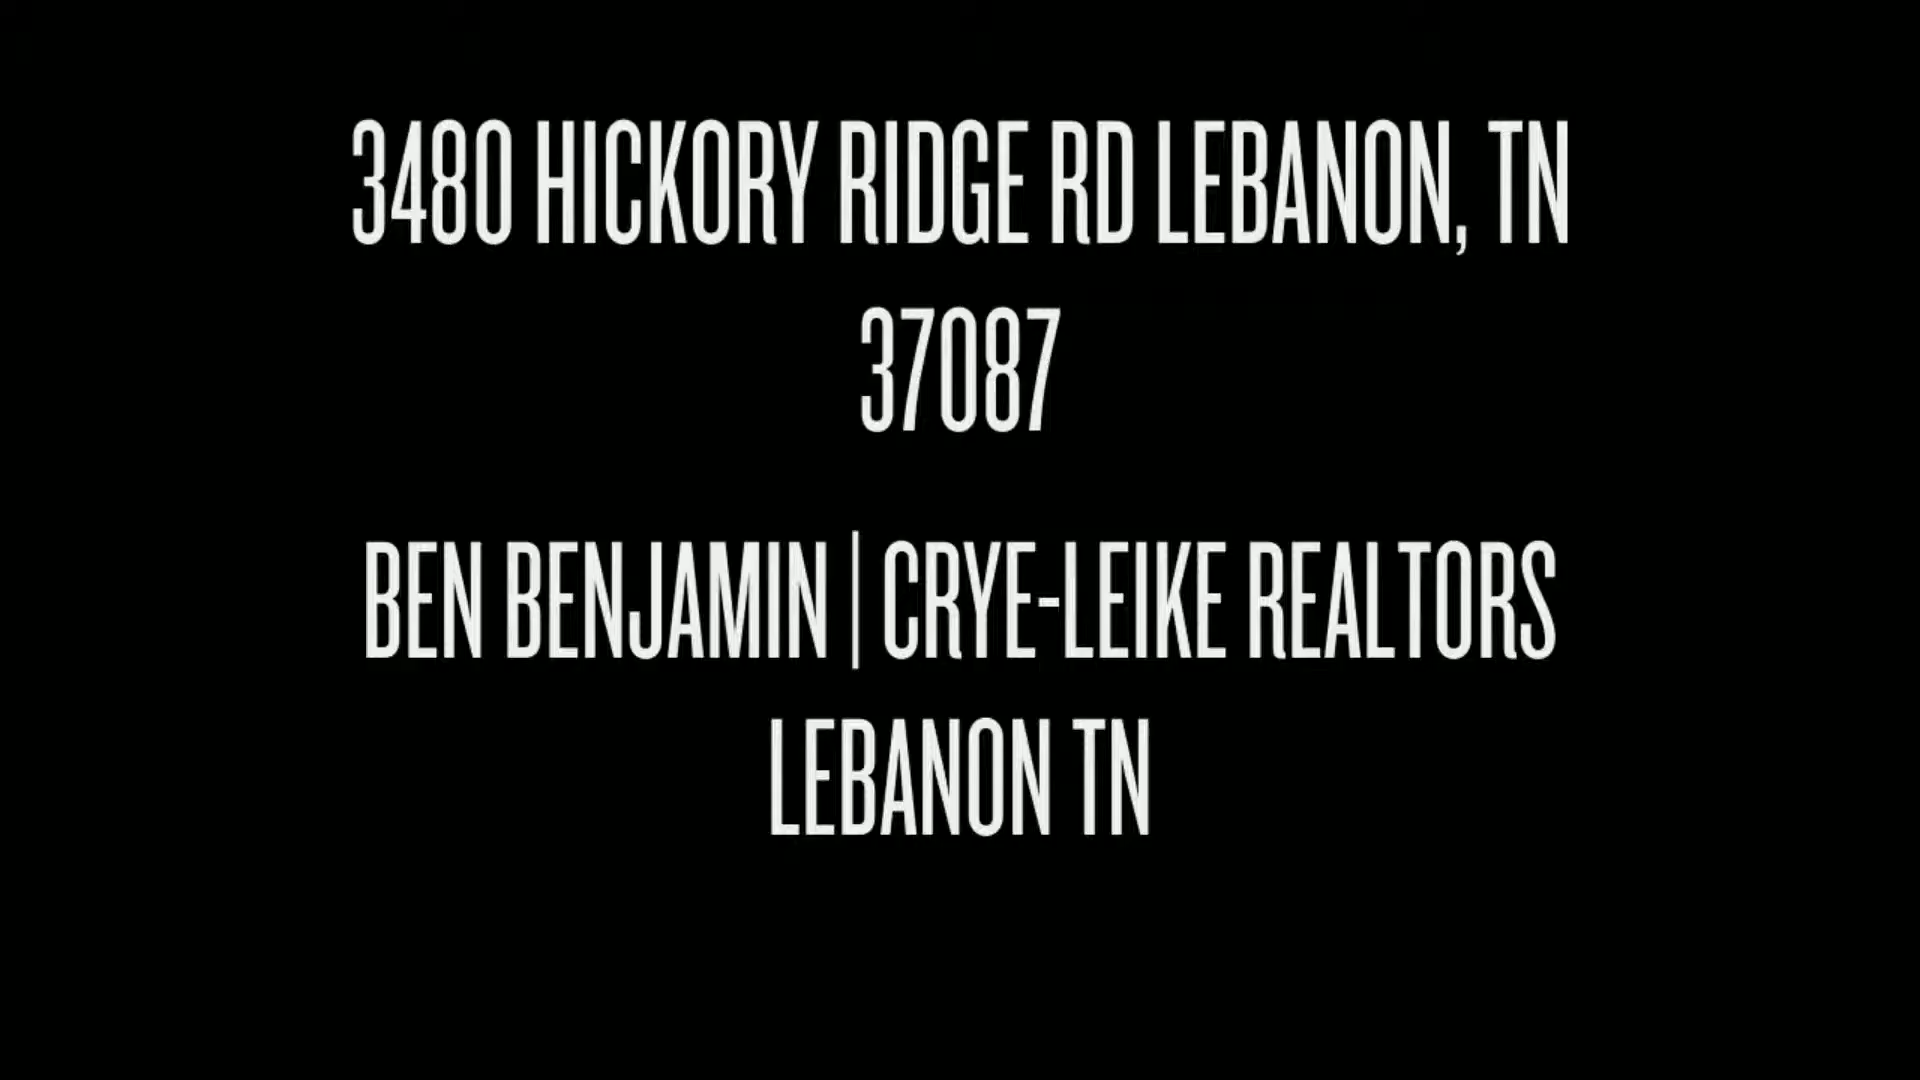 3480 HICKORY RIDGE RD LEBANON, TN
37087
BEN BENJAMIN | CRYE-LEIKE REALTORS
LEBANON TN